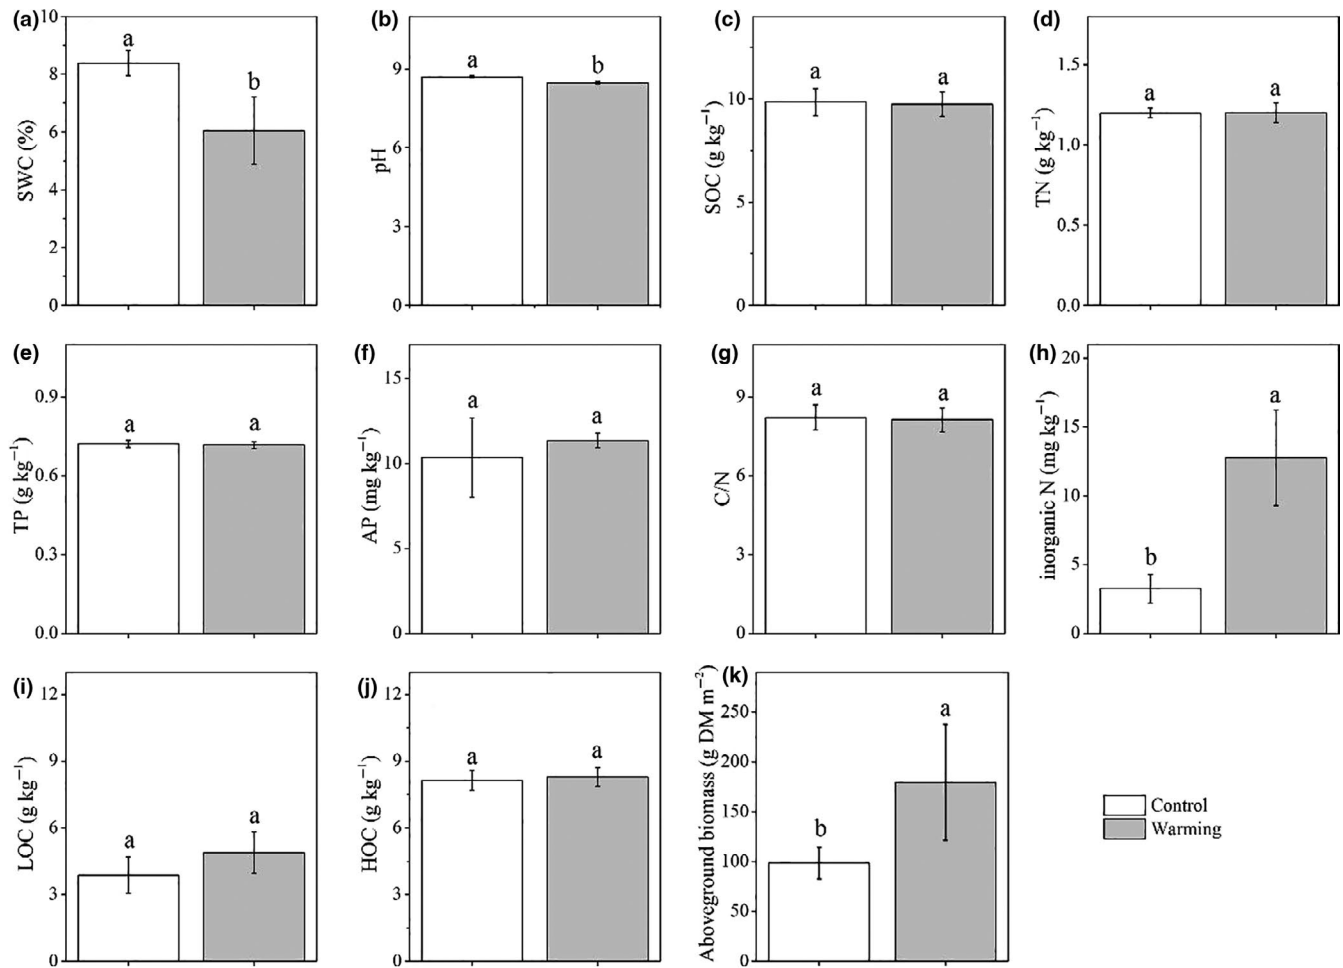 (a)
10
8
6
4
2
0
SWC (%)
a
b
(b)
9
6
3
0
pH
a
b
(c)
10
5
0
SOC (g kg⁻¹)
a
a
(d)
1.5
1.0
0.5
0.0
TN (g kg⁻¹)
a
a
(e)
0.9
0.6
0.3
0.0
TP (g kg⁻¹)
a
a
(f)
15
10
5
0
AP (mg kg⁻¹)
a
a
(g)
9
6
3
0
C/N
a
a
(h)
20
15
10
5
0
inorganic N (mg kg⁻¹)
b
a
(i)
12
9
6
3
0
LOC (g kg⁻¹)
a
a
(j)
12
9
6
3
0
HOC (g kg⁻¹)
a
a
(k)
250
200
150
100
50
0
Aboveground biomass (g DM m⁻²)
b
a
Control
Warming